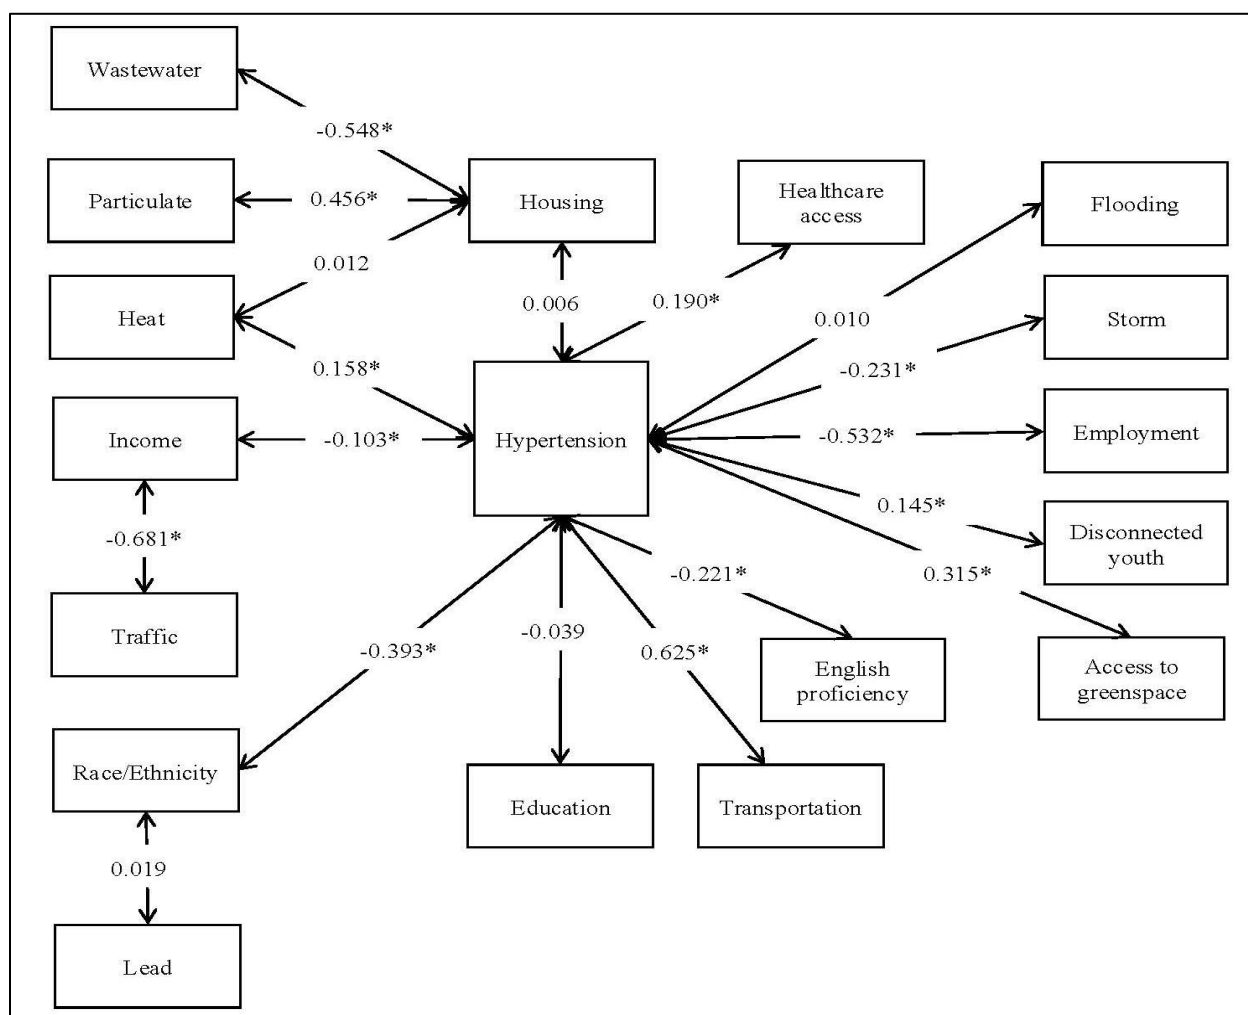 Wastewater
-0.548*
Particulate
0.456*
Housing
Healthcare
access
Flooding
0.012
Heat
0.006
0.190*
0.010
Storm
0.158*
-0.231*
Income
-0.103*
Hypertension
-0.532*
Employment
-0.681*
0.145*
Disconnected
youth
0.315*
-0.221*
Traffic
-0.393*
-0.039
0.625*
English
proficiency
Access to
greenspace
Race/Ethnicity
Education
Transportation
0.019
Lead